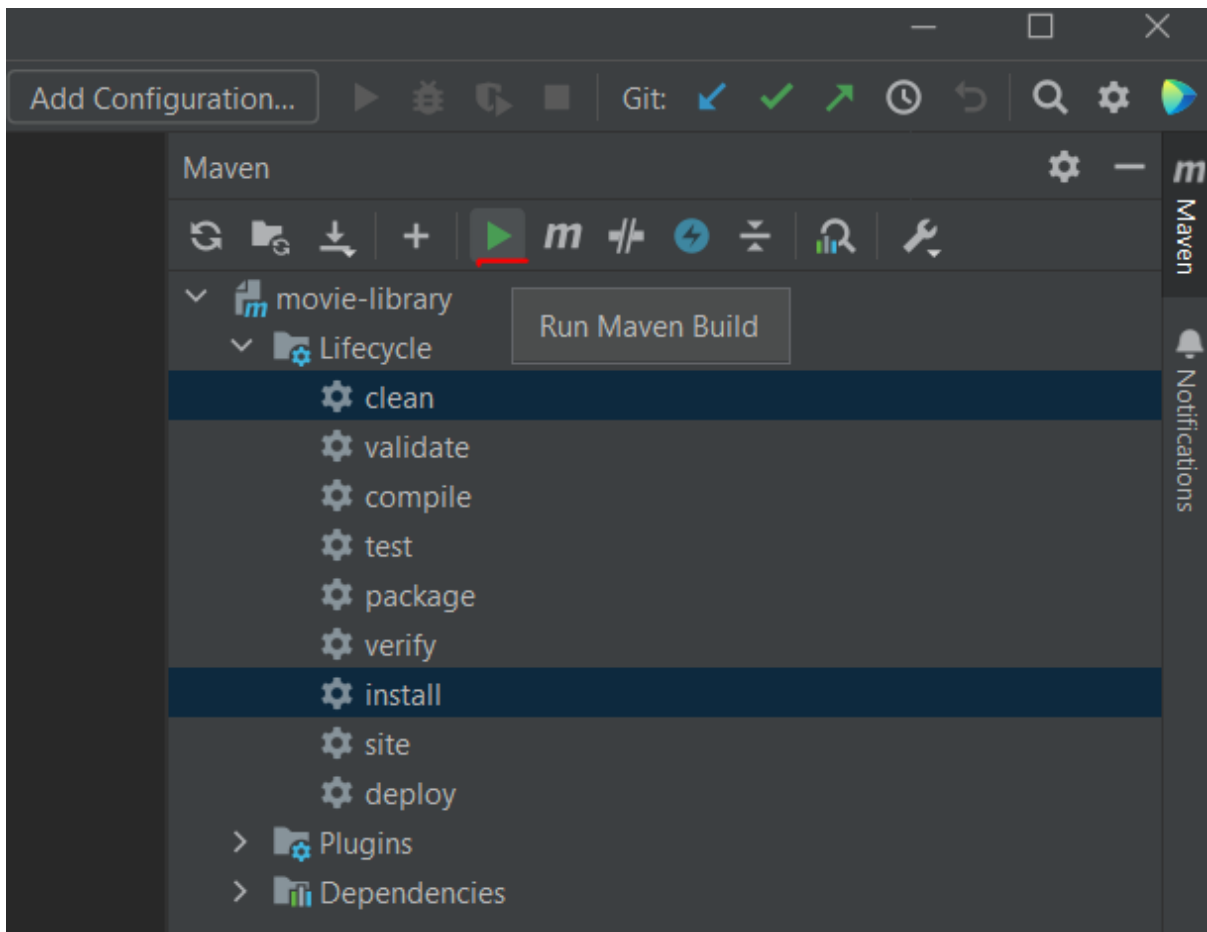 Add Configuration...
Git:
Maven
m
Maven
m
movie-library
Run Maven Build
Lifecycle
clean
validate
compile
test
package
verify
install
site
deploy
Plugins
Dependencies
Notifications